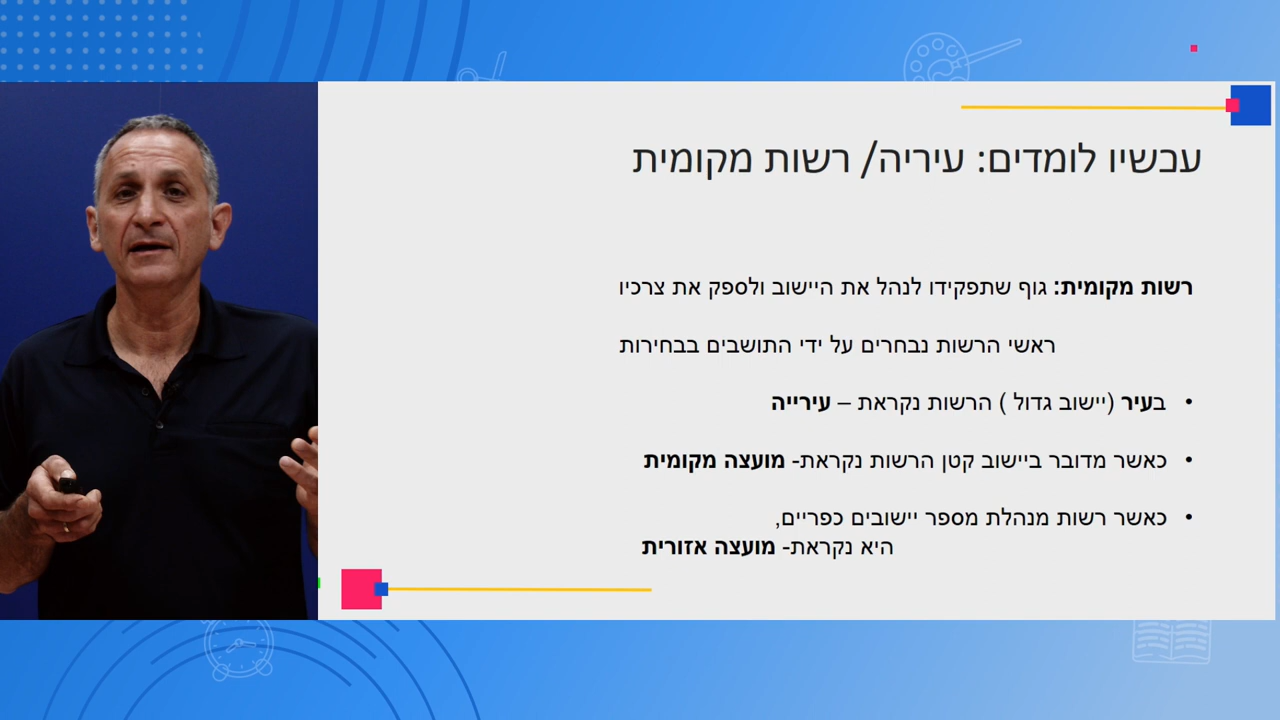 עכשיו לומדים: עיריה/ רשות מקומית
רשות מקומית: גוף שתפקידו לנהל את היישוב ולספק את צרכיו
ראשי הרשות נבחרים על ידי התושבים בבחירות
• בעיר (יישוב גדול ) הרשות נקראת – עירייה
• כאשר מדובר ביישוב קטן הרשות נקראת- מועצה מקומית
• כאשר רשות מנהלת מספר יישובים כפריים,
היא נקראת- מועצה אזורית